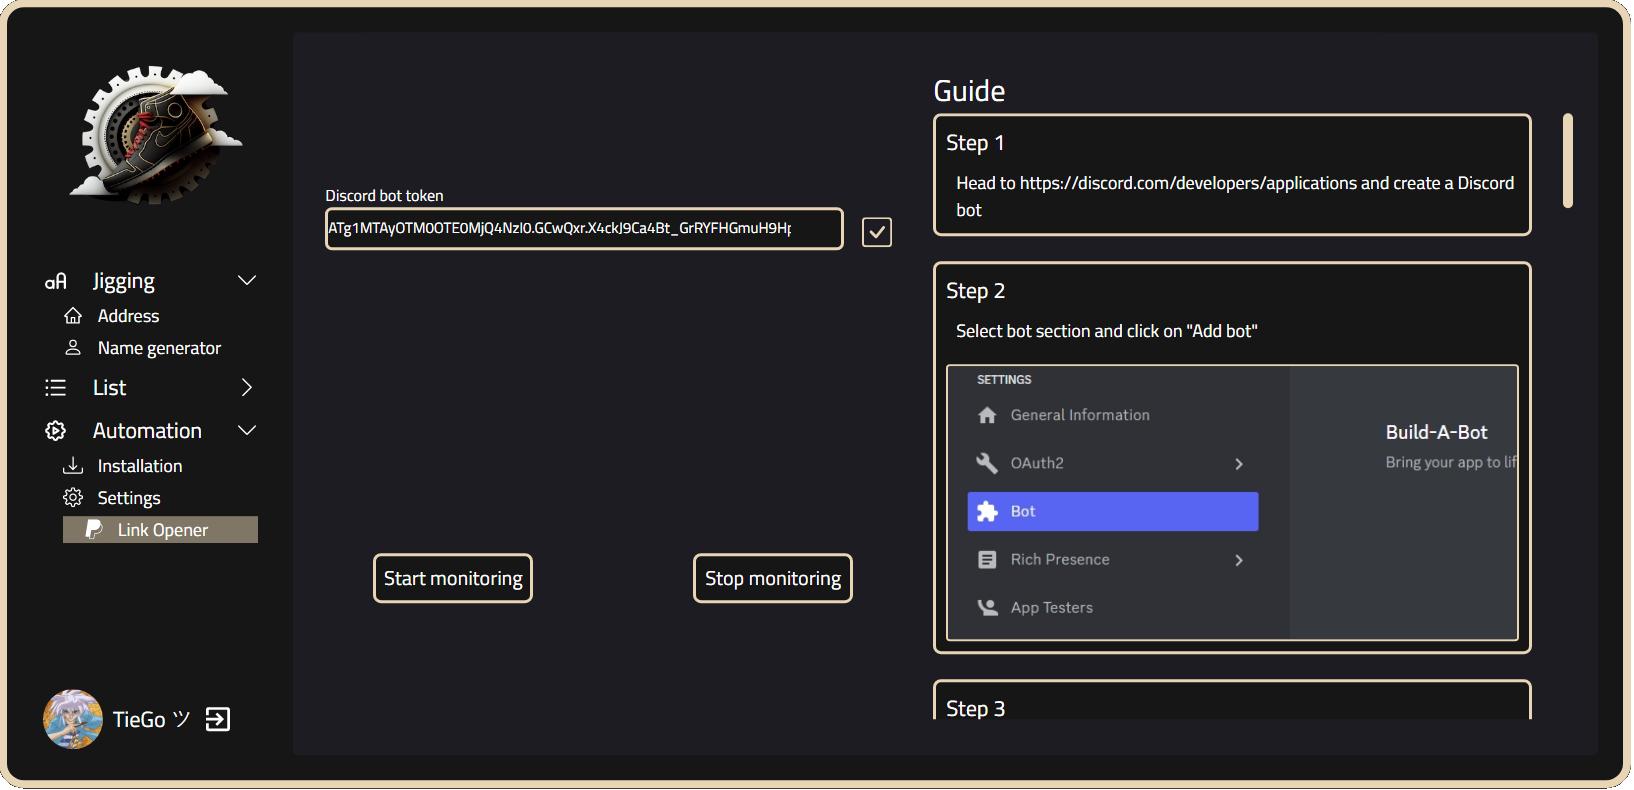 Jigging
Address
Name generator
List
Automation
Installation
Settings
Link Opener
TieGo ツ
Discord bot token
ATg1MTAyOTM0OTE0MjQ4NzI0.GCwQxr.X4ckJ9Ca4Bt_GrRYFHGmuH9H
Start monitoring
Stop monitoring
Guide
Step 1
Head to https://discord.com/developers/applications and create a Discord
bot
Step 2
Select bot section and click on "Add bot"
SETTINGS
General Information
OAuth2
Bot
Rich Presence
App Testers
Build-A-Bot
Bring your app to lif
Step 3